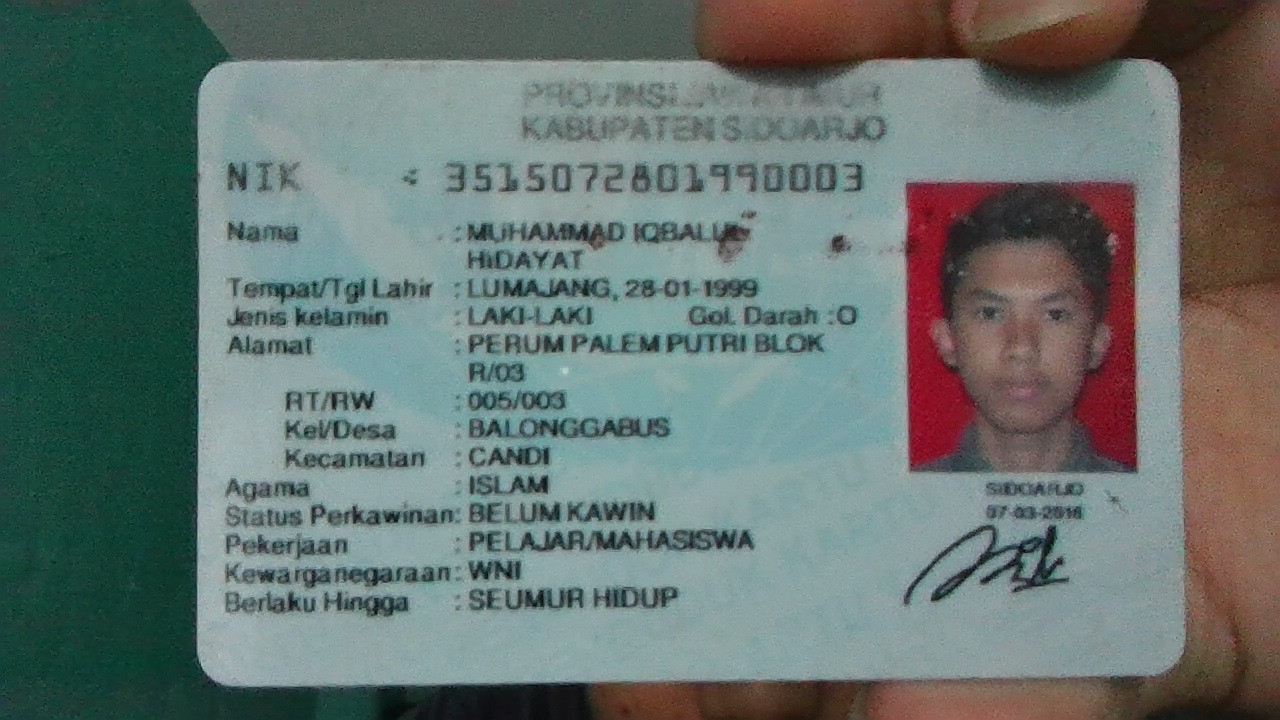 PROVINSI JAWA TIMUR
KABUPATEN SIDOARJO
NIK : 3515072801990003
Nama : MUHAMMAD IQBALUL
HIDAYAT
Tempat/Tgl Lahir : LUMAJANG, 28-01-1999
Jenis kelamin : LAKI-LAKI Gol. Darah : O
Alamat : PERUM PALEM PUTRI BLOK
R/03
RT/RW : 005/003
Kel/Desa : BALONGGABUS
Kecamatan : CANDI
Agama : ISLAM
Status Perkawinan: BELUM KAWIN
Pekerjaan : PELAJAR/MAHASISWA
Kewarganegaraan: WNI
Berlaku Hingga : SEUMUR HIDUP
SIDOARJO
07-03-2016